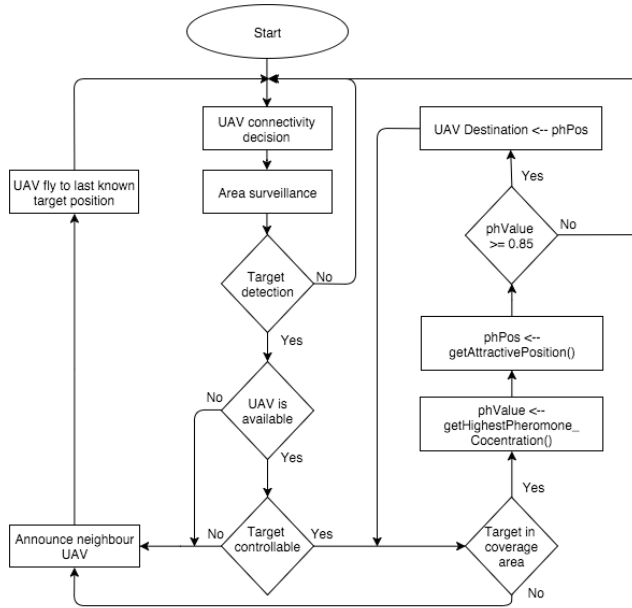 Start
UAV connectivity
decision
Area surveillance
Target
detection
No
Yes
UAV is
available
No
Yes
Target
controllable
No
Yes
Announce neighbour
UAV
UAV fly to last known
target position
Target in
coverage
area
No
Yes
phValue <--
getHighestPheromone_
Cocentration()
phPos <--
getAttractivePosition()
phValue
>= 0.85
No
Yes
UAV Destination <-- phPos